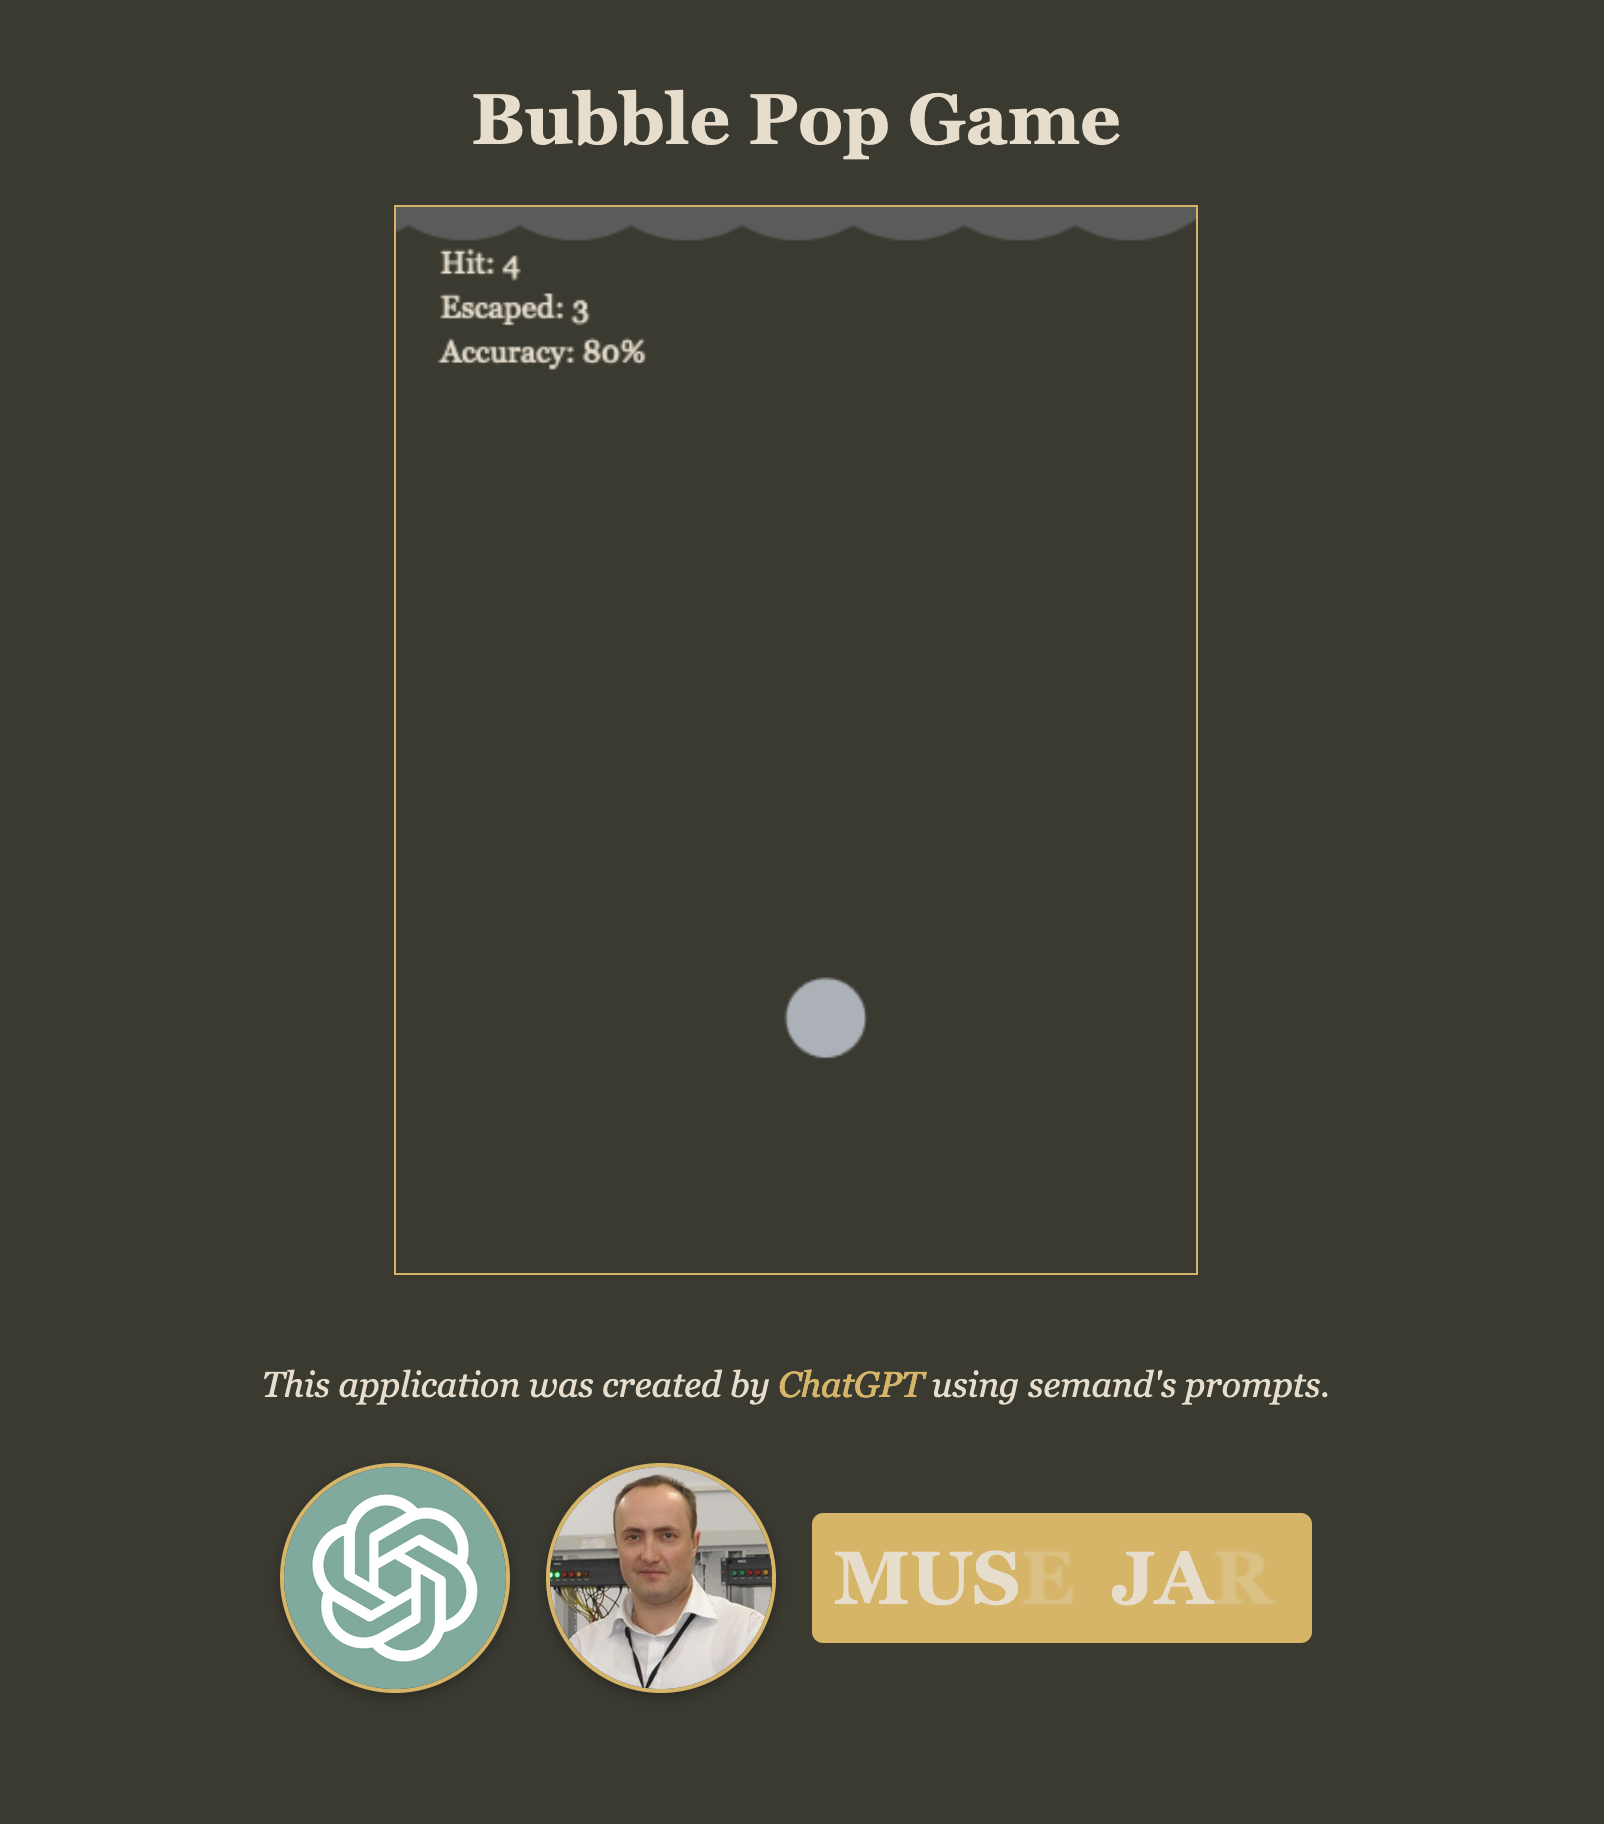 Bubble Pop Game
Hit: 4
Escaped: 3
Accuracy: 80%
This application was created by ChatGPT using semand's prompts.
MUSE JAR